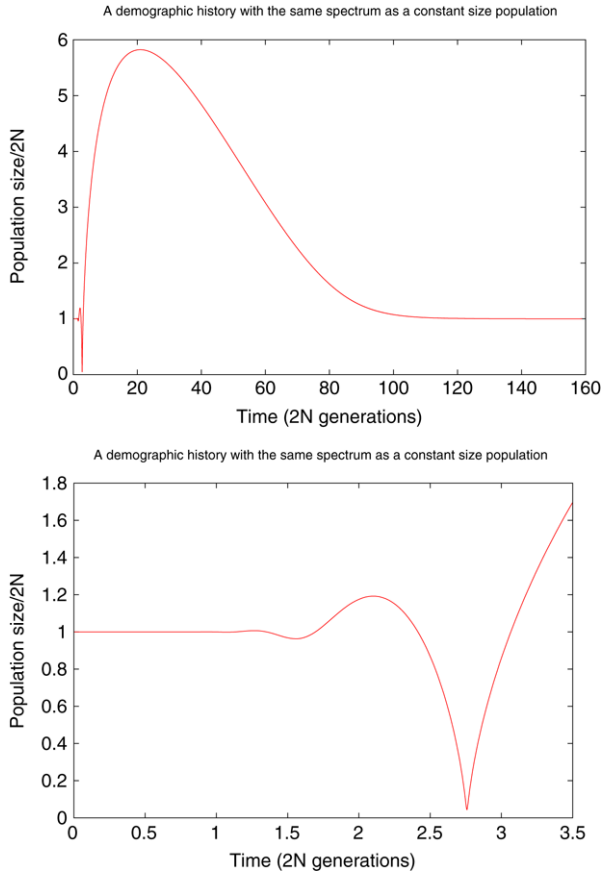 A demographic history with the same spectrum as a constant size population
6
5
4
3
2
1
0
Population size/2N
0 20 40 60 80 100 120 140 160
Time (2N generations)
A demographic history with the same spectrum as a constant size population
1.8
1.6
1.4
1.2
1
0.8
0.6
0.4
0.2
0
Population size/2N
0 0.5 1 1.5 2 2.5 3 3.5
Time (2N generations)